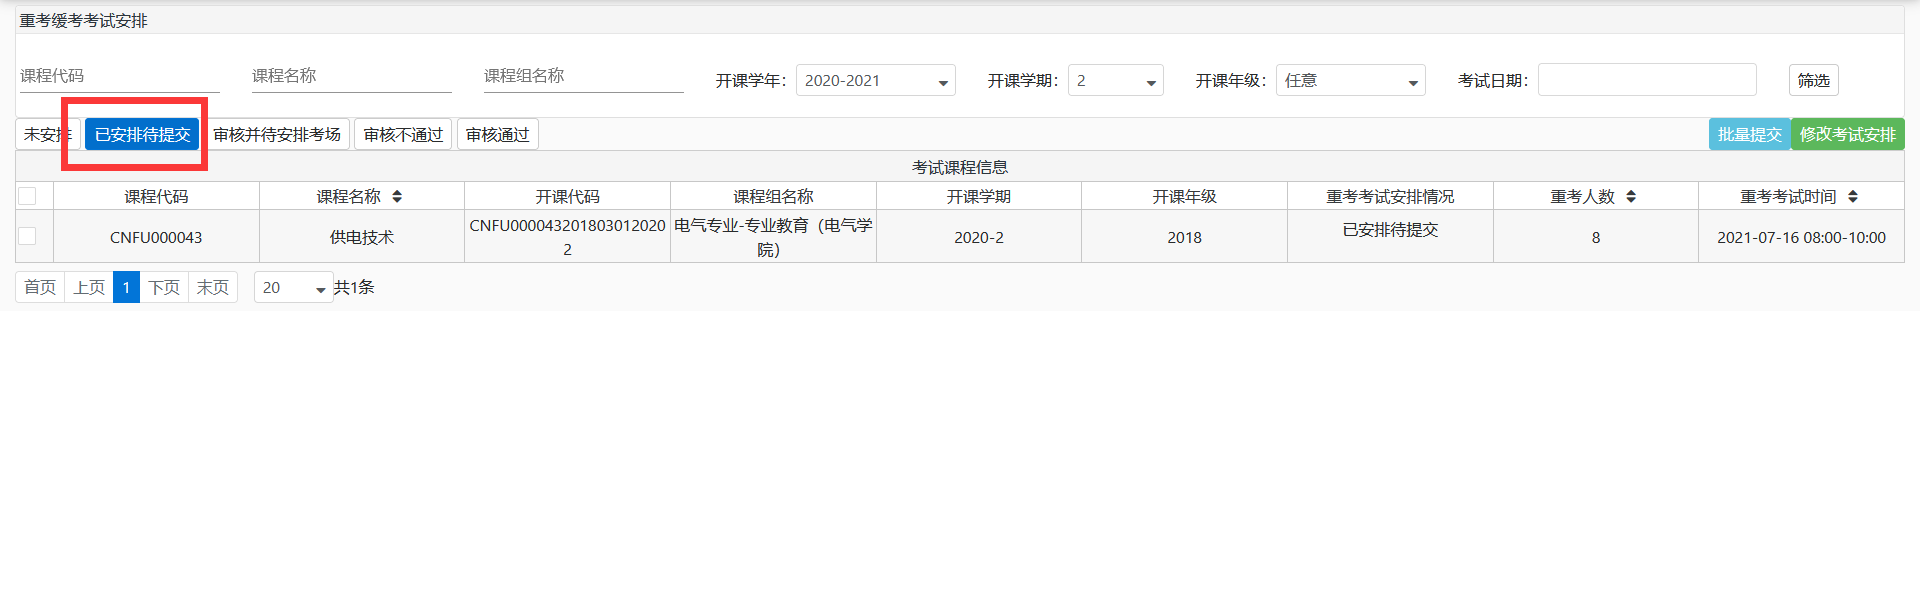 重考缓考考试安排
课程代码 课程名称 课程组名称 开课学年： 2020-2021 开课学期： 2 开课年级： 任意 考试日期： 筛选
未安排 已安排待提交 审核并待安排考场 审核不通过 审核通过 批量提交 修改考试安排
考试课程信息
课程代码 课程名称 开课代码 课程组名称 开课学期 开课年级 重考考试安排情况 重考人数 重考考试时间
CNFU000043 供电技术 CNFU000043201803012020
2 电气专业-专业教育（电气学
院） 2020-2 2018 已安排待提交 8 2021-07-16 08:00-10:00
首页 上页 1 下页 末页 20 共1条